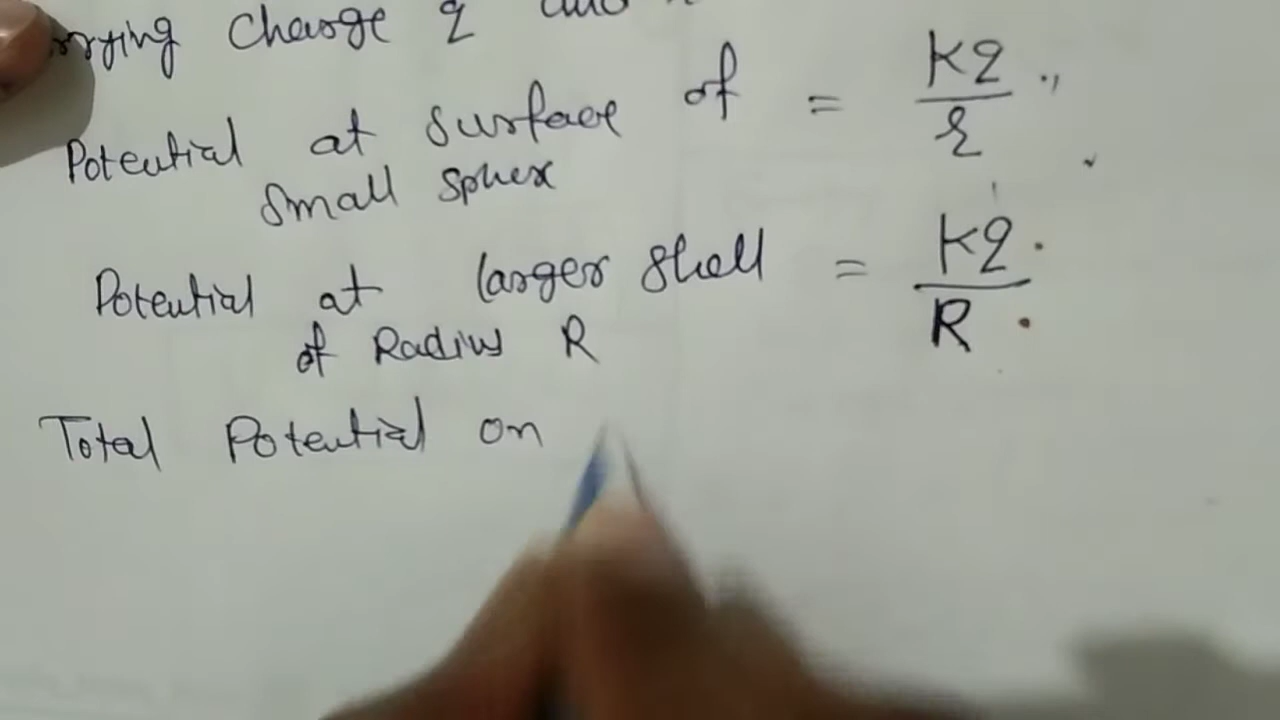 Charge q
Potential at surface of = Kq/r
small sphere
Potential at larger shell = Kq/R
of Radius R
Total Potential on